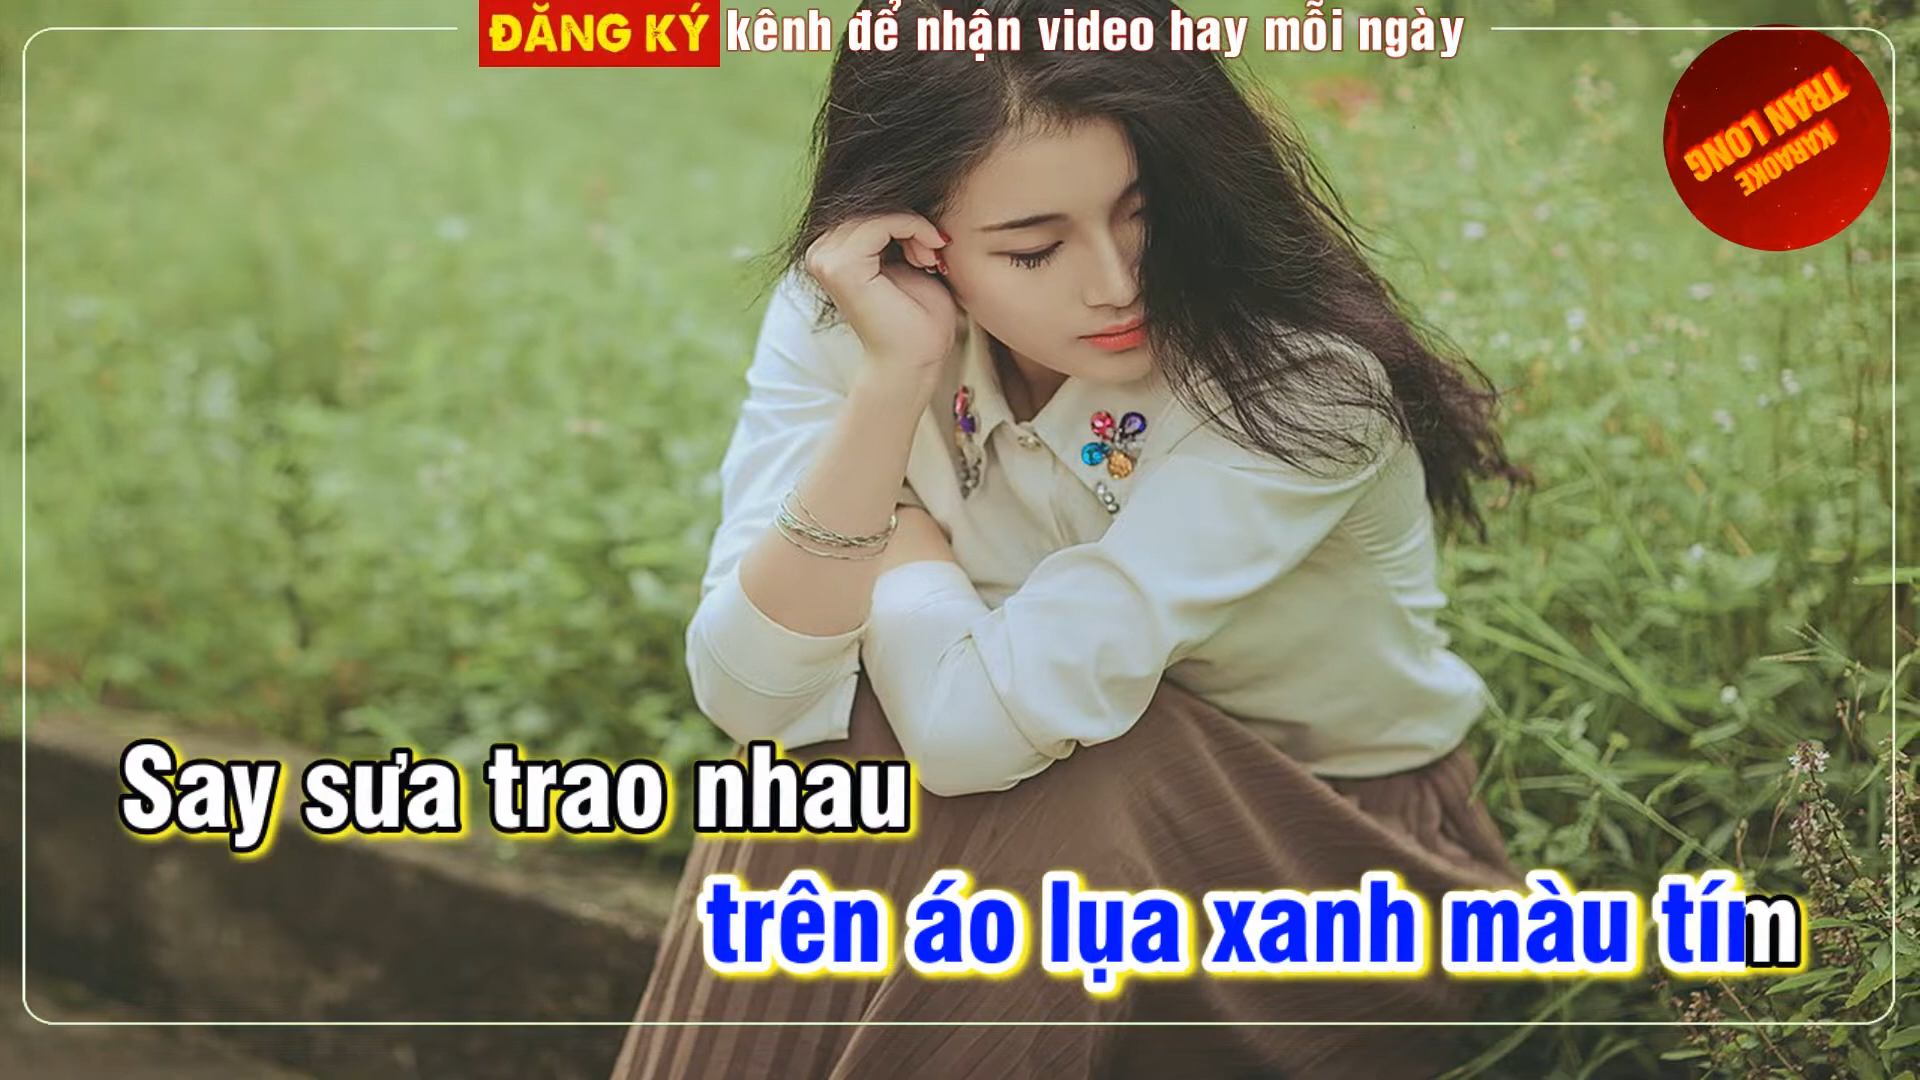 ĐĂNG KÝ kênh để nhận video hay mỗi ngày
TRAN LONG
KARAOKE
Say sưa trao nhau
trên áo lụa xanh màu tím